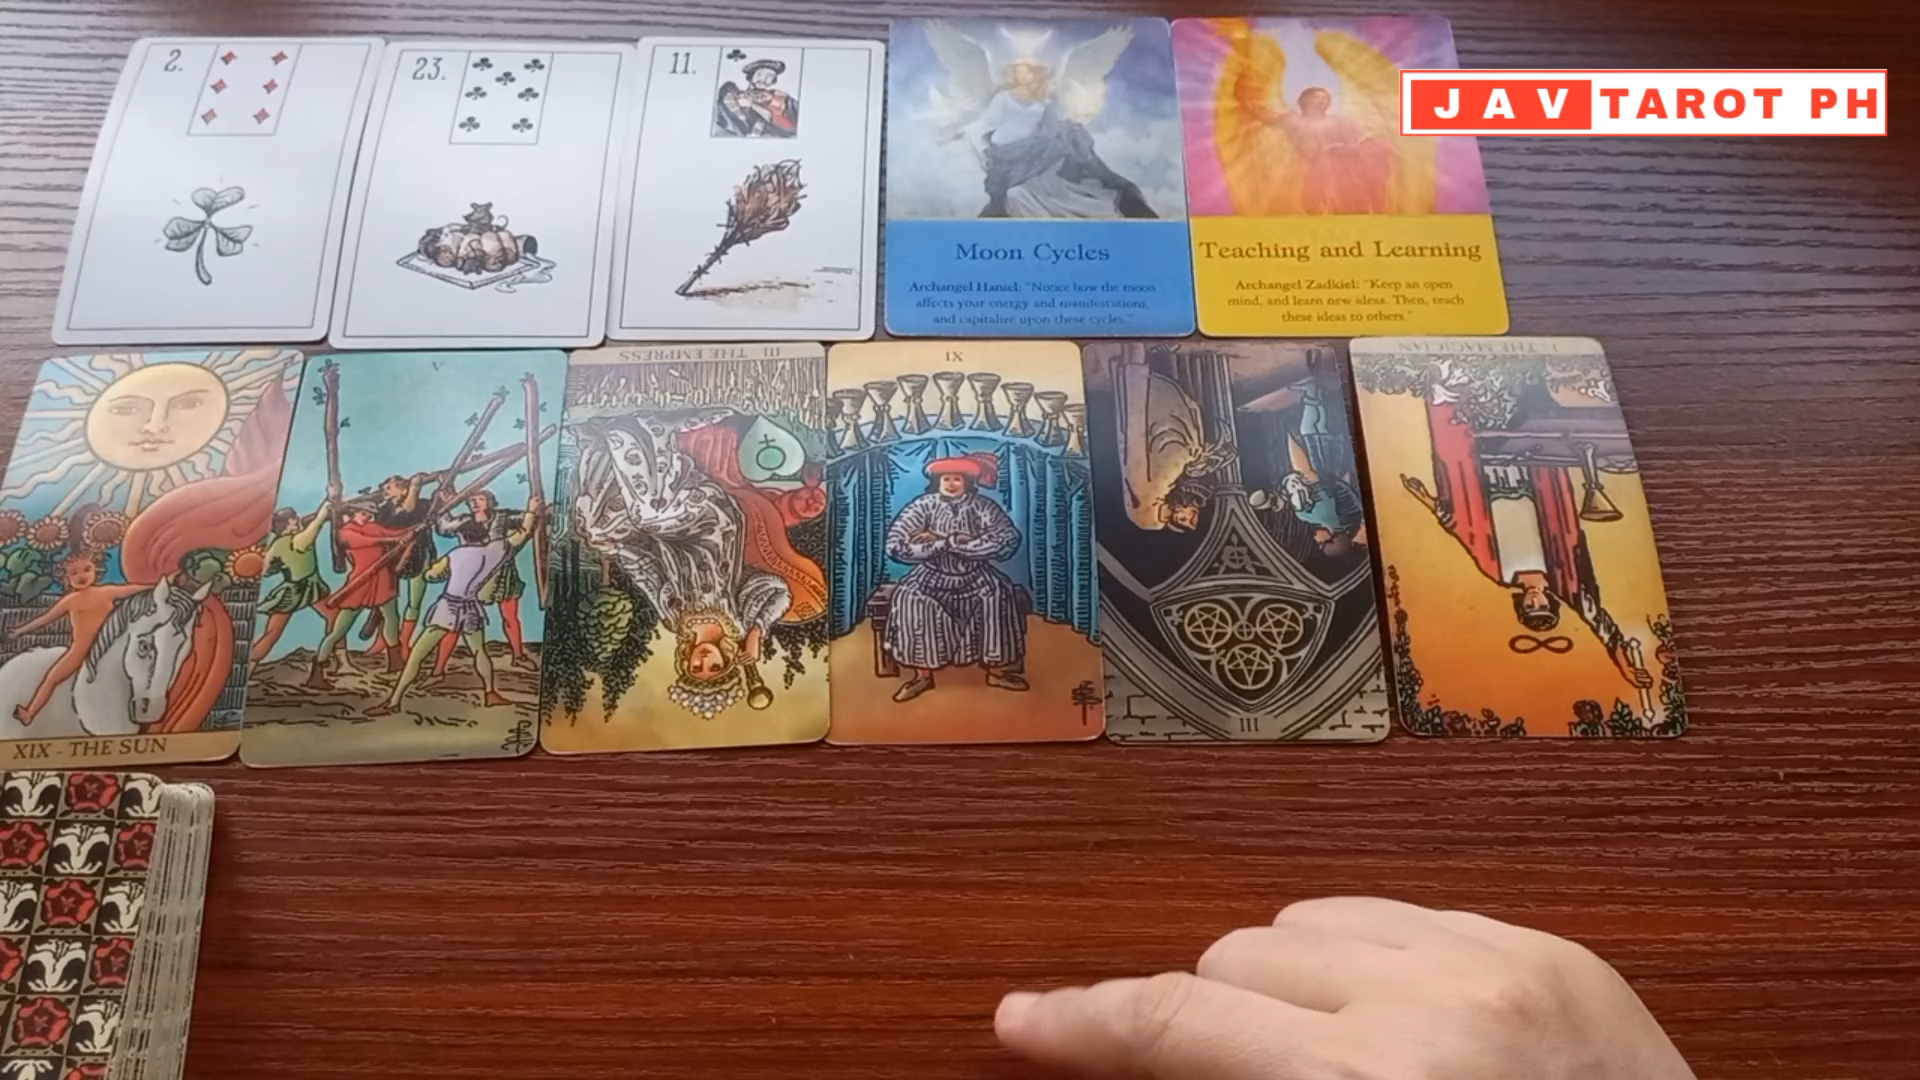 2.
23.
11.
JAV TAROT PH
Moon Cycles
Archangel Haniel: "Notice how the moon
affects your energy and manifestations,
and capitalize upon these cycles."
Teaching and Learning
Archangel Zadkiel: "Keep an open
mind, and learn new ideas. Then, teach
these ideas to others."
V
III THE EMPRESS
IX
I - THE MAGICIAN
III
XIX - THE SUN